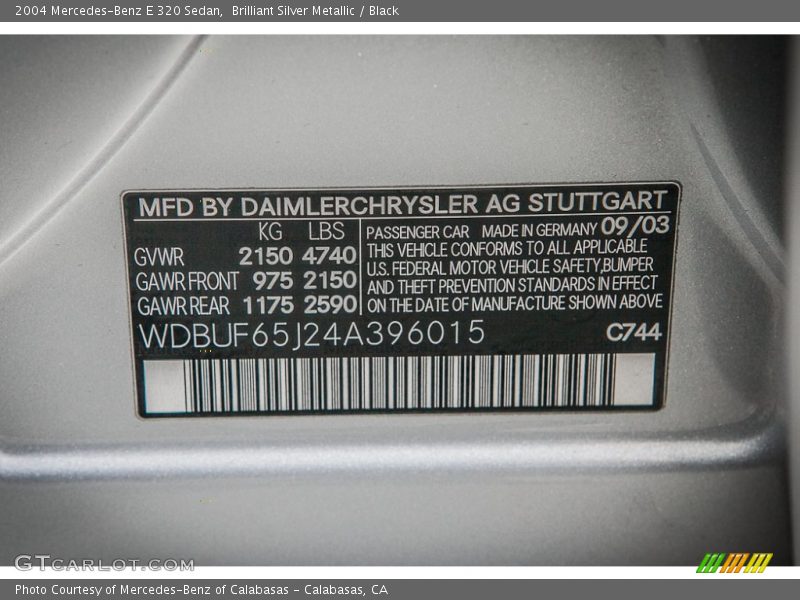 2004 Mercedes-Benz E 320 Sedan,  Brilliant Silver Metallic / Black
MFD BY DAIMLERCHRYSLER AG STUTTGART
KG LBS
GVWR 2150 4740
GAWR FRONT 975 2150
GAWR REAR 1175 2590
PASSENGER CAR MADE IN GERMANY 09/03
THIS VEHICLE CONFORMS TO ALL APPLICABLE
U.S. FEDERAL MOTOR VEHICLE SAFETY,BUMPER
AND THEFT PREVENTION STANDARDS IN EFFECT
ON THE DATE OF MANUFACTURE SHOWN ABOVE
WDBUF65J24A396015 C744
GTCARLOT.COM
Photo Courtesy of Mercedes-Benz of Calabasas - Calabasas, CA